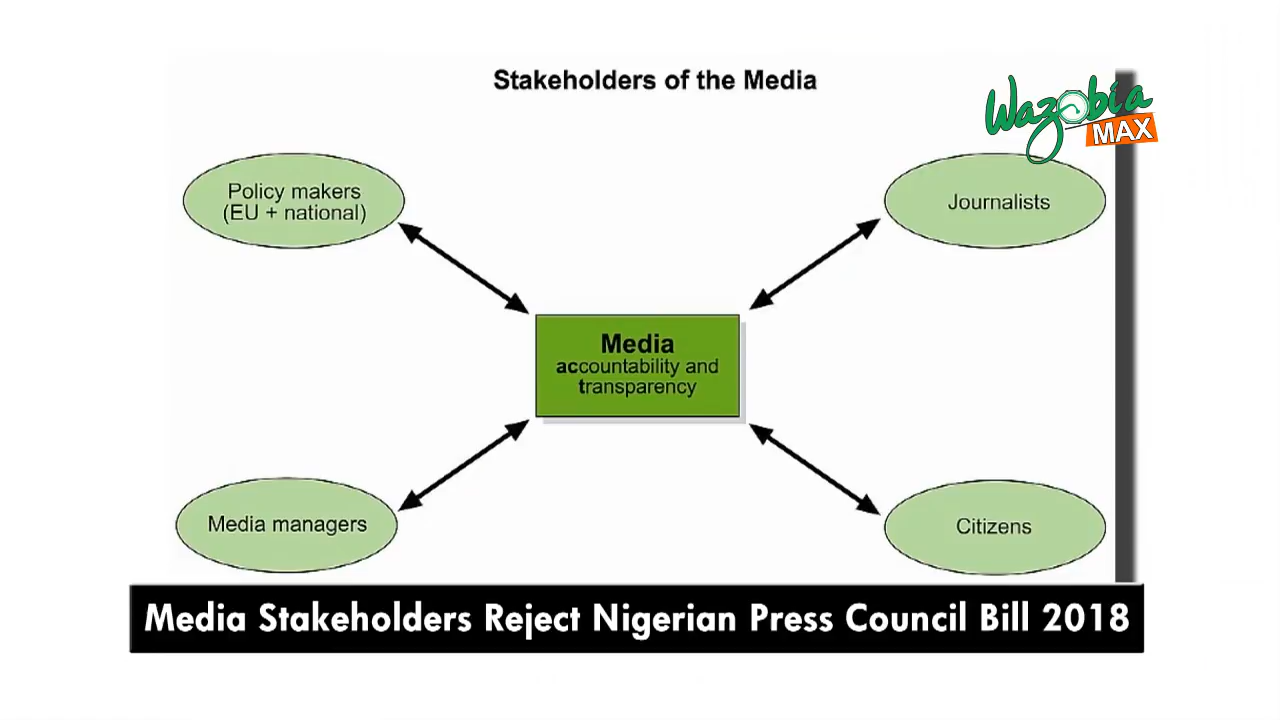 Stakeholders of the Media
Wazobia
MAX
Policy makers
(EU + national)
Journalists
Media
accountability and
transparency
Media managers
Citizens
Media Stakeholders Reject Nigerian Press Council Bill 2018